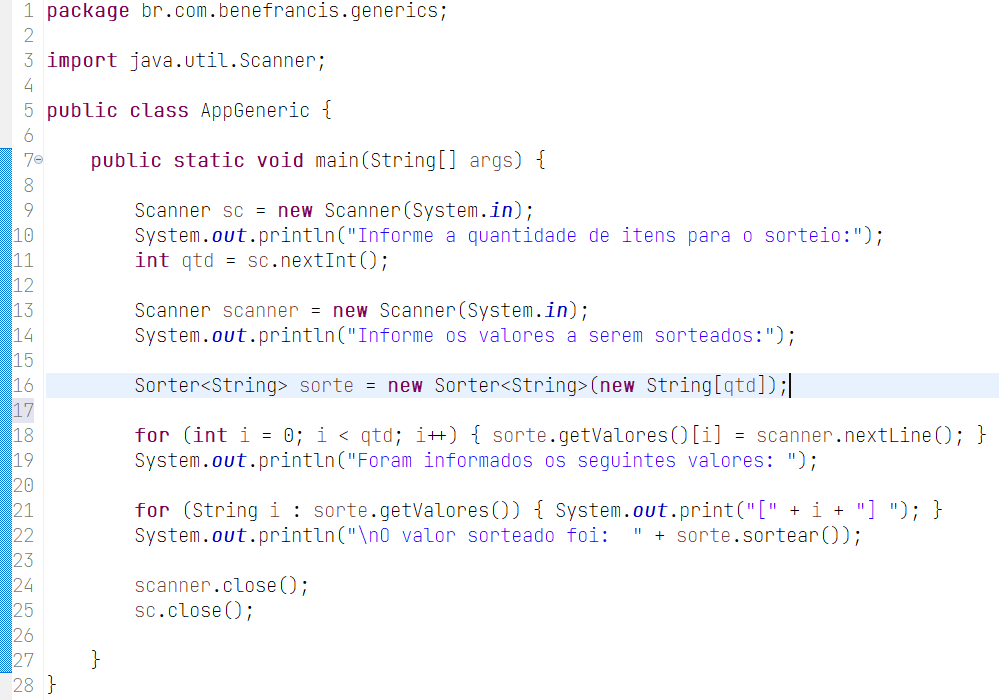 1 package br.com.benefrancis.generics;
2
3 import java.util.Scanner;
4
5 public class AppGeneric {
6
7 public static void main(String[] args) {
8
9 Scanner sc = new Scanner(System.in);
10 System.out.println("Informe a quantidade de itens para o sorteio:");
11 int qtd = sc.nextInt();
12
13 Scanner scanner = new Scanner(System.in);
14 System.out.println("Informe os valores a serem sorteados:");
15
16 Sorter<String> sorte = new Sorter<String>(new String[qtd]);
17
18 for (int i = 0; i < qtd; i++) { sorte.getValores()[i] = scanner.nextLine(); }
19 System.out.println("Foram informados os seguintes valores: ");
20
21 for (String i : sorte.getValores()) { System.out.print("[" + i + "] "); }
22 System.out.println("\nO valor sorteado foi:  " + sorte.sortear());
23
24 scanner.close();
25 sc.close();
26
27 }
28 }